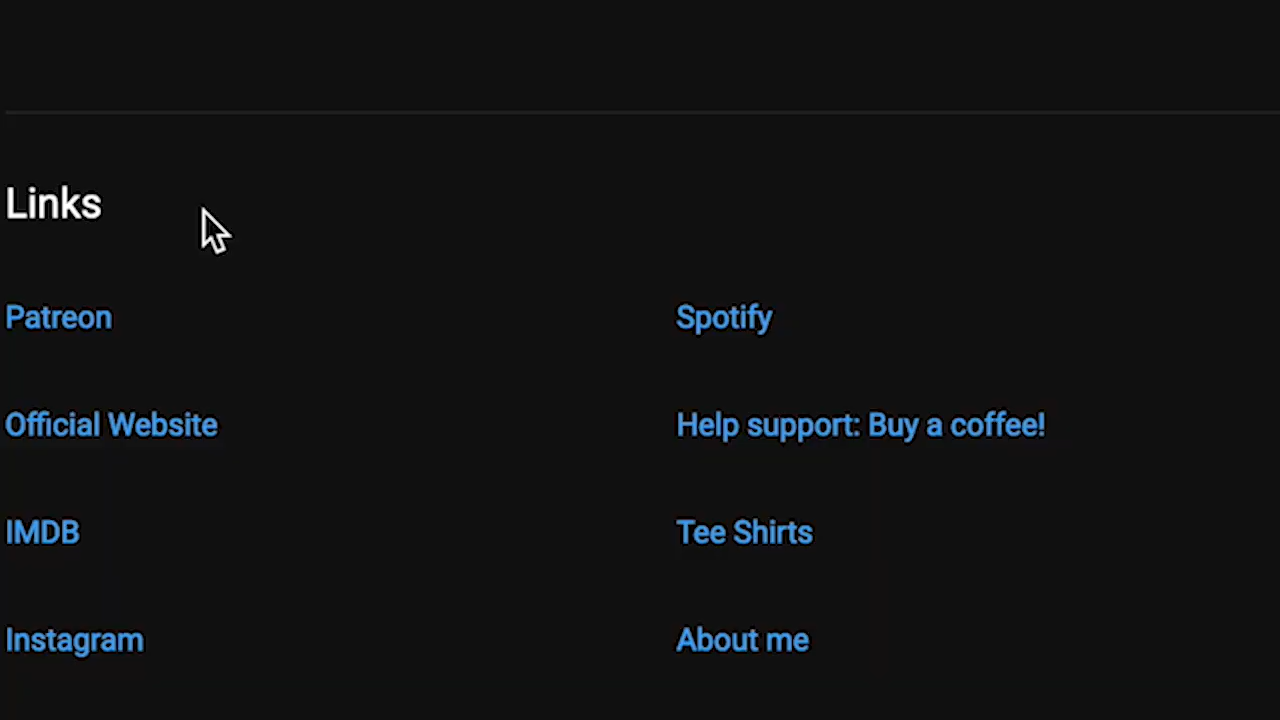 Links
Patreon
Spotify
Official Website
Help support: Buy a coffee!
IMDB
Tee Shirts
Instagram
About me